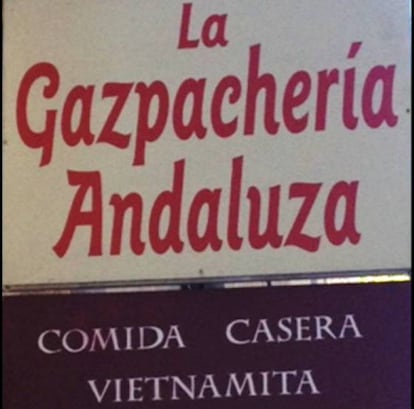 La
Gazpachería
Andaluza
COMIDA CASERA
VIETNAMITA